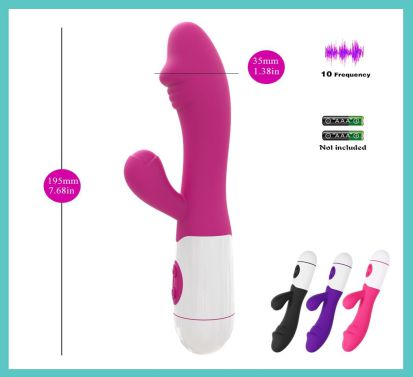 35mm
1.38in
10 Frequency
AAA
AAA
Not included
195mm
7.68in